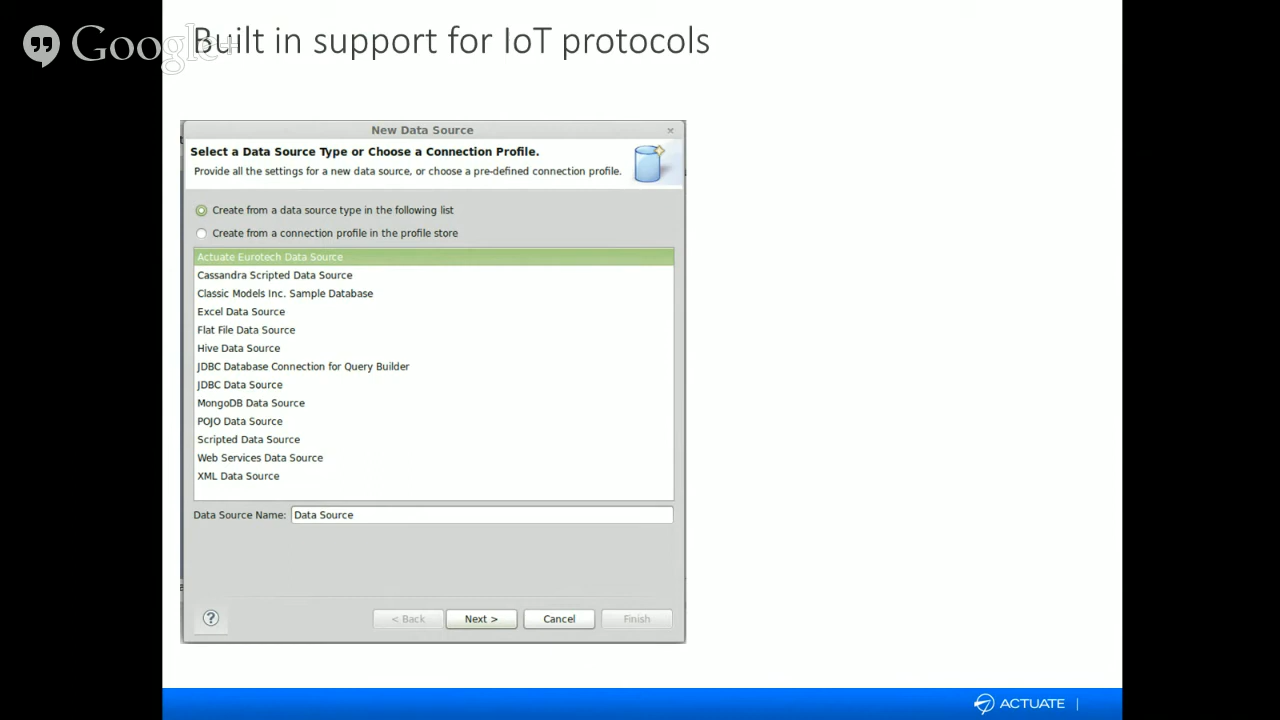 Google+
Built in support for IoT protocols
New Data Source
Select a Data Source Type or Choose a Connection Profile.
Provide all the settings for a new data source, or choose a pre-defined connection profile.
Create from a data source type in the following list
Create from a connection profile in the profile store
Actuate Eurotech Data Source
Cassandra Scripted Data Source
Classic Models Inc. Sample Database
Excel Data Source
Flat File Data Source
Hive Data Source
JDBC Database Connection for Query Builder
JDBC Data Source
MongoDB Data Source
POJO Data Source
Scripted Data Source
Web Services Data Source
XML Data Source
Data Source Name: Data Source
? < Back Next > Cancel Finish
ACTUATE |